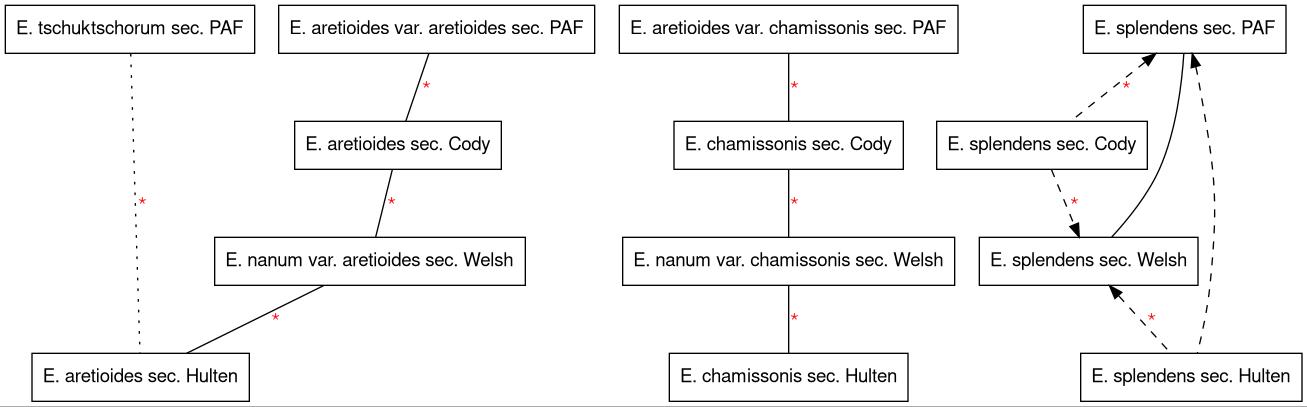 E. tschuktschorum sec. PAF
E. aretioides var. aretioides sec. PAF
E. aretioides var. chamissonis sec. PAF
E. splendens sec. PAF
*
*
*
E. aretioides sec. Cody
E. chamissonis sec. Cody
E. splendens sec. Cody
*
*
*
*
E. nanum var. aretioides sec. Welsh
E. nanum var. chamissonis sec. Welsh
E. splendens sec. Welsh
*
*
*
E. aretioides sec. Hulten
E. chamissonis sec. Hulten
E. splendens sec. Hulten